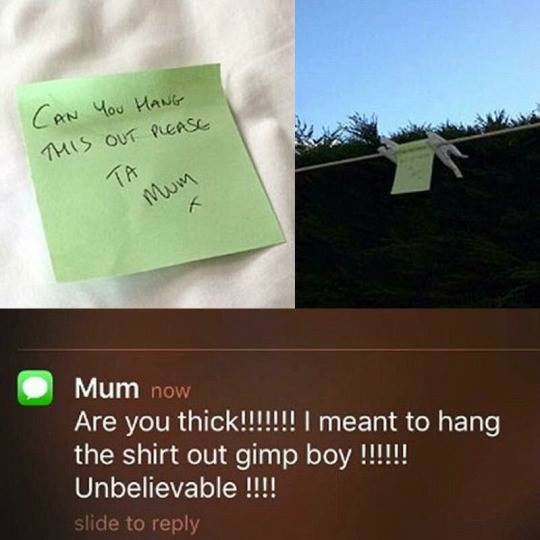 CAN YOU HANG
THIS OUT PLEASE
TA
MUM
x
Mum now
Are you thick!!!!!!! I meant to hang
the shirt out gimp boy !!!!!!
Unbelievable !!!!
slide to reply